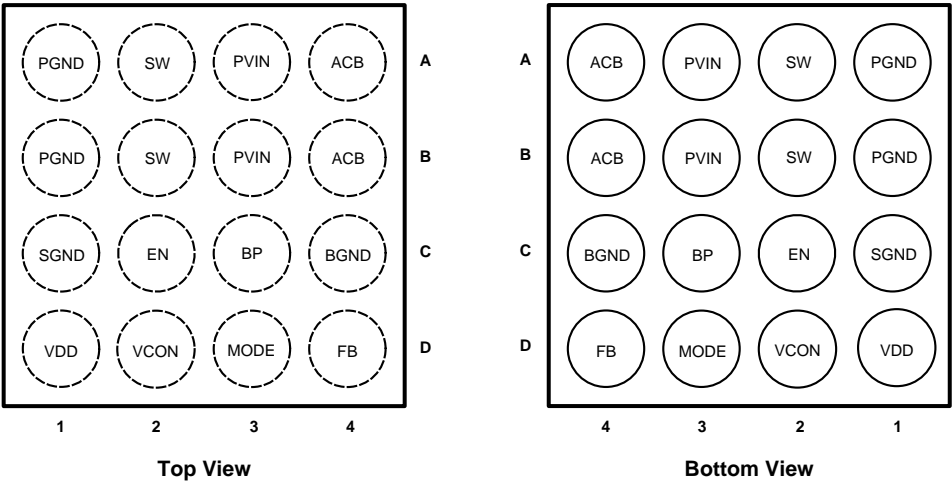 PGND SW PVIN ACB A
PGND SW PVIN ACB B
SGND EN BP BGND C
VDD VCON MODE FB D
1 2 3 4
Top View
A ACB PVIN SW PGND
B ACB PVIN SW PGND
C BGND BP EN SGND
D FB MODE VCON VDD
4 3 2 1
Bottom View